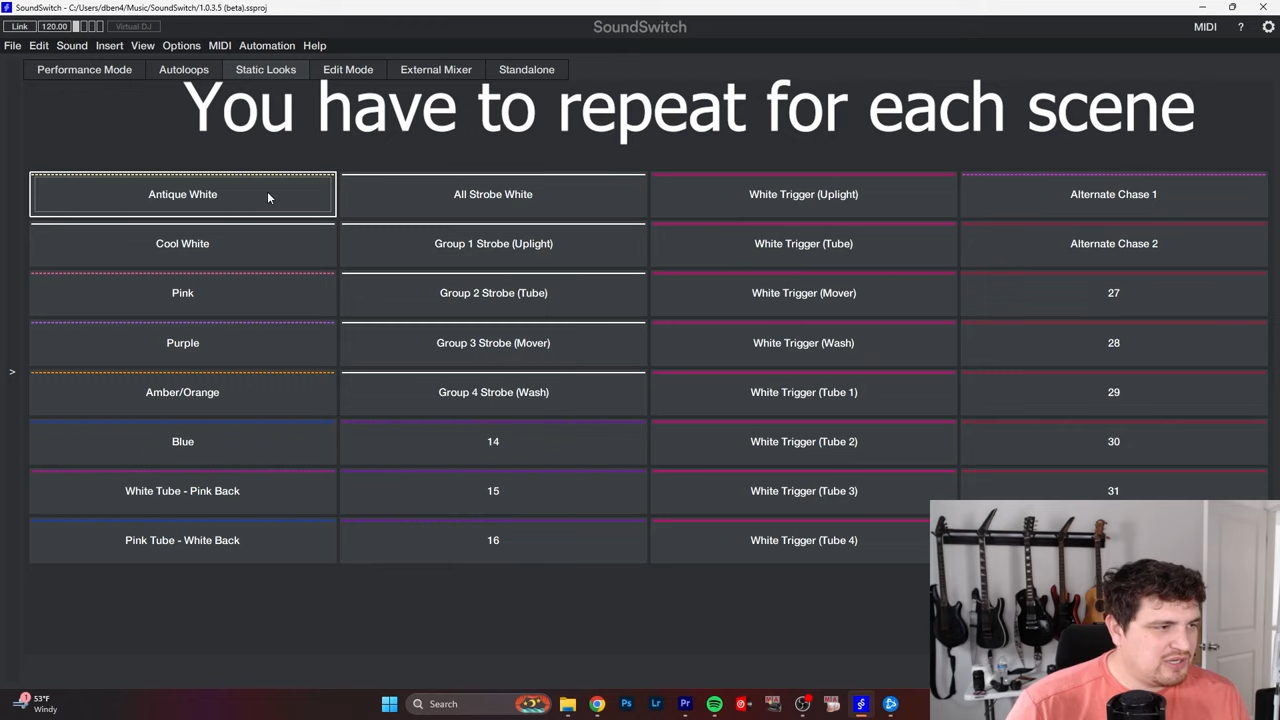 SoundSwitch - C:/Users/dben4/Music/SoundSwitch/1.0.3.5 (beta).ssproj
Link 120.00 Virtual DJ SoundSwitch MIDI ?
File Edit Sound Insert View Options MIDI Automation Help
Performance Mode Autoloops Static Looks Edit Mode External Mixer Standalone
You have to repeat for each scene
Antique White All Strobe White White Trigger (Uplight) Alternate Chase 1
Cool White Group 1 Strobe (Uplight) White Trigger (Tube) Alternate Chase 2
Pink Group 2 Strobe (Tube) White Trigger (Mover) 27
Purple Group 3 Strobe (Mover) White Trigger (Wash) 28
>
Amber/Orange Group 4 Strobe (Wash) White Trigger (Tube 1) 29
Blue 14 White Trigger (Tube 2) 30
White Tube - Pink Back 15 White Trigger (Tube 3) 31
Pink Tube - White Back 16 White Trigger (Tube 4)
1 53°F
Windy
Search Ps Lr Pr